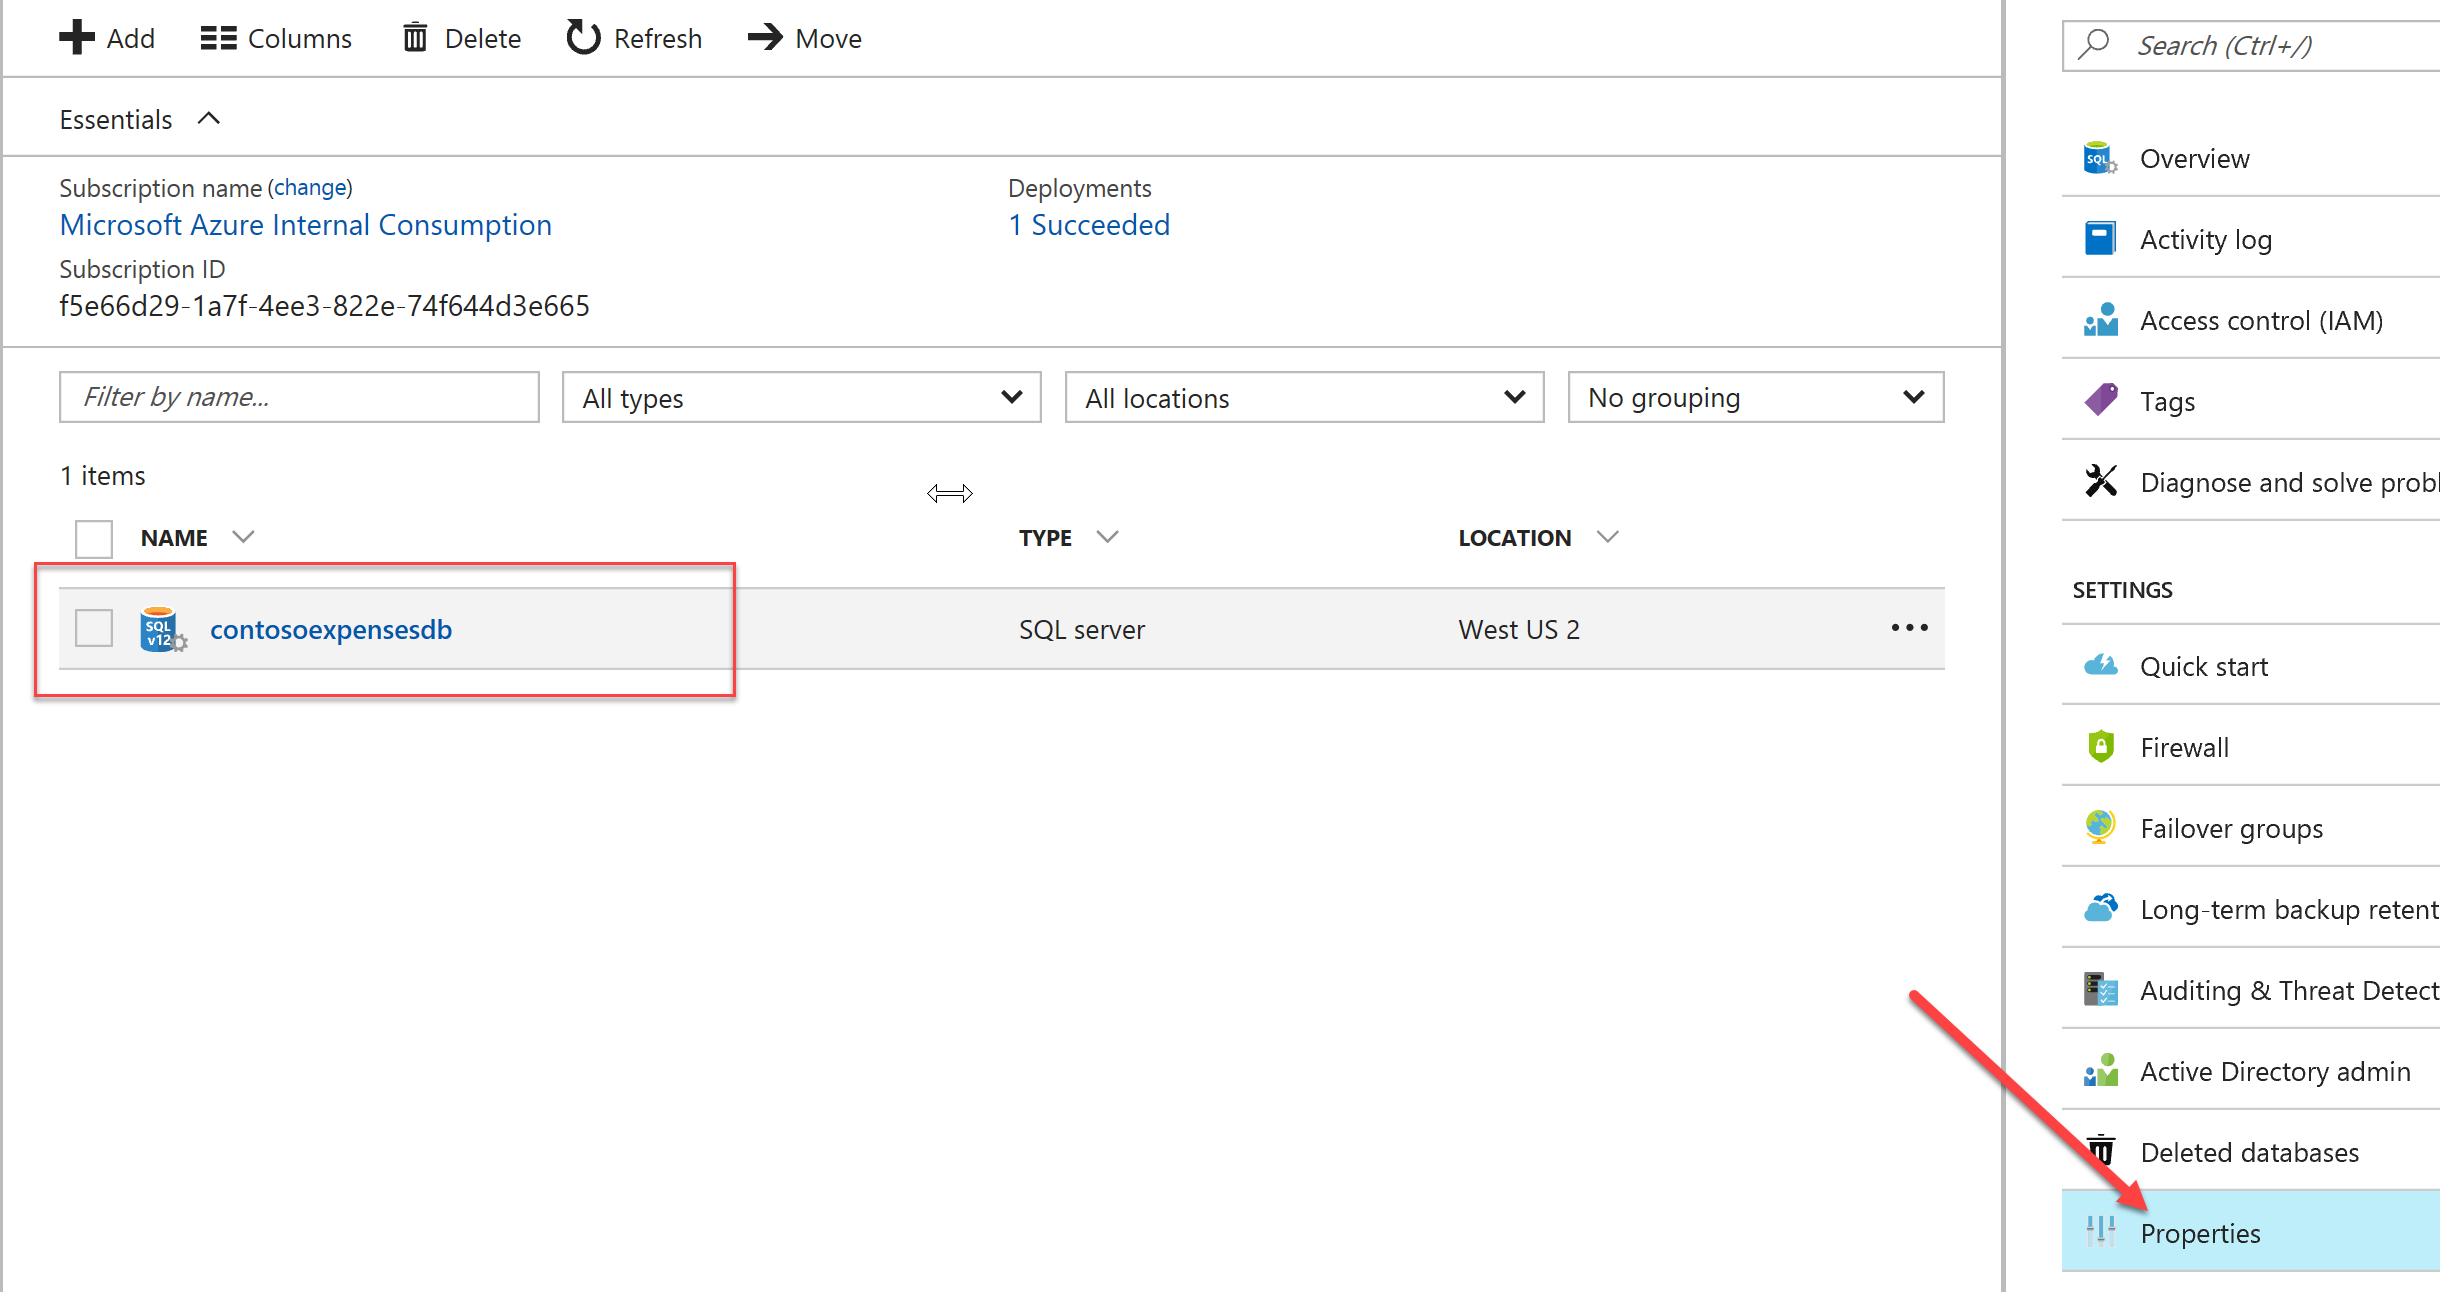 Add Columns Delete Refresh Move
Essentials
Subscription name (change)
Microsoft Azure Internal Consumption
Subscription ID
f5e66d29-1a7f-4ee3-822e-74f644d3e665
Deployments
1 Succeeded
Filter by name... All types All locations No grouping
1 items
NAME TYPE LOCATION
SQL v12 contosoexpensesdb SQL server West US 2
Search (Ctrl+/)
SQL Overview
Activity log
Access control (IAM)
Tags
Diagnose and solve probl
SETTINGS
Quick start
Firewall
Failover groups
Long-term backup retent
Auditing & Threat Detect
Active Directory admin
Deleted databases
Properties